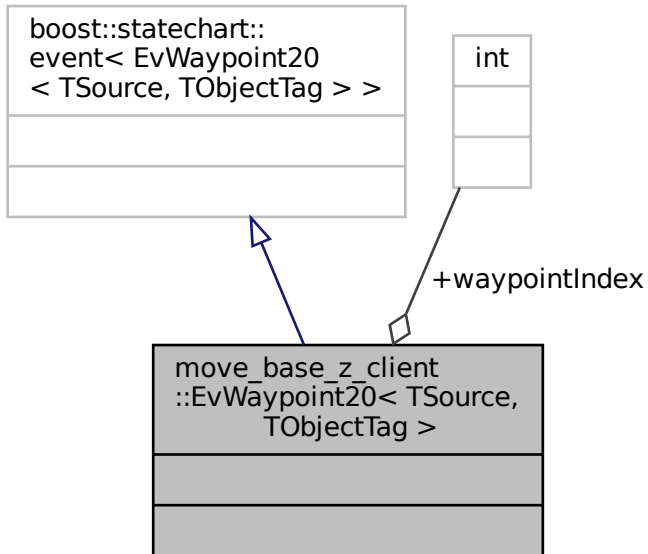 boost::statechart::
event< EvWaypoint20
< TSource, TObjectTag > >
int
+waypointIndex
move_base_z_client
::EvWaypoint20< TSource,
TObjectTag >